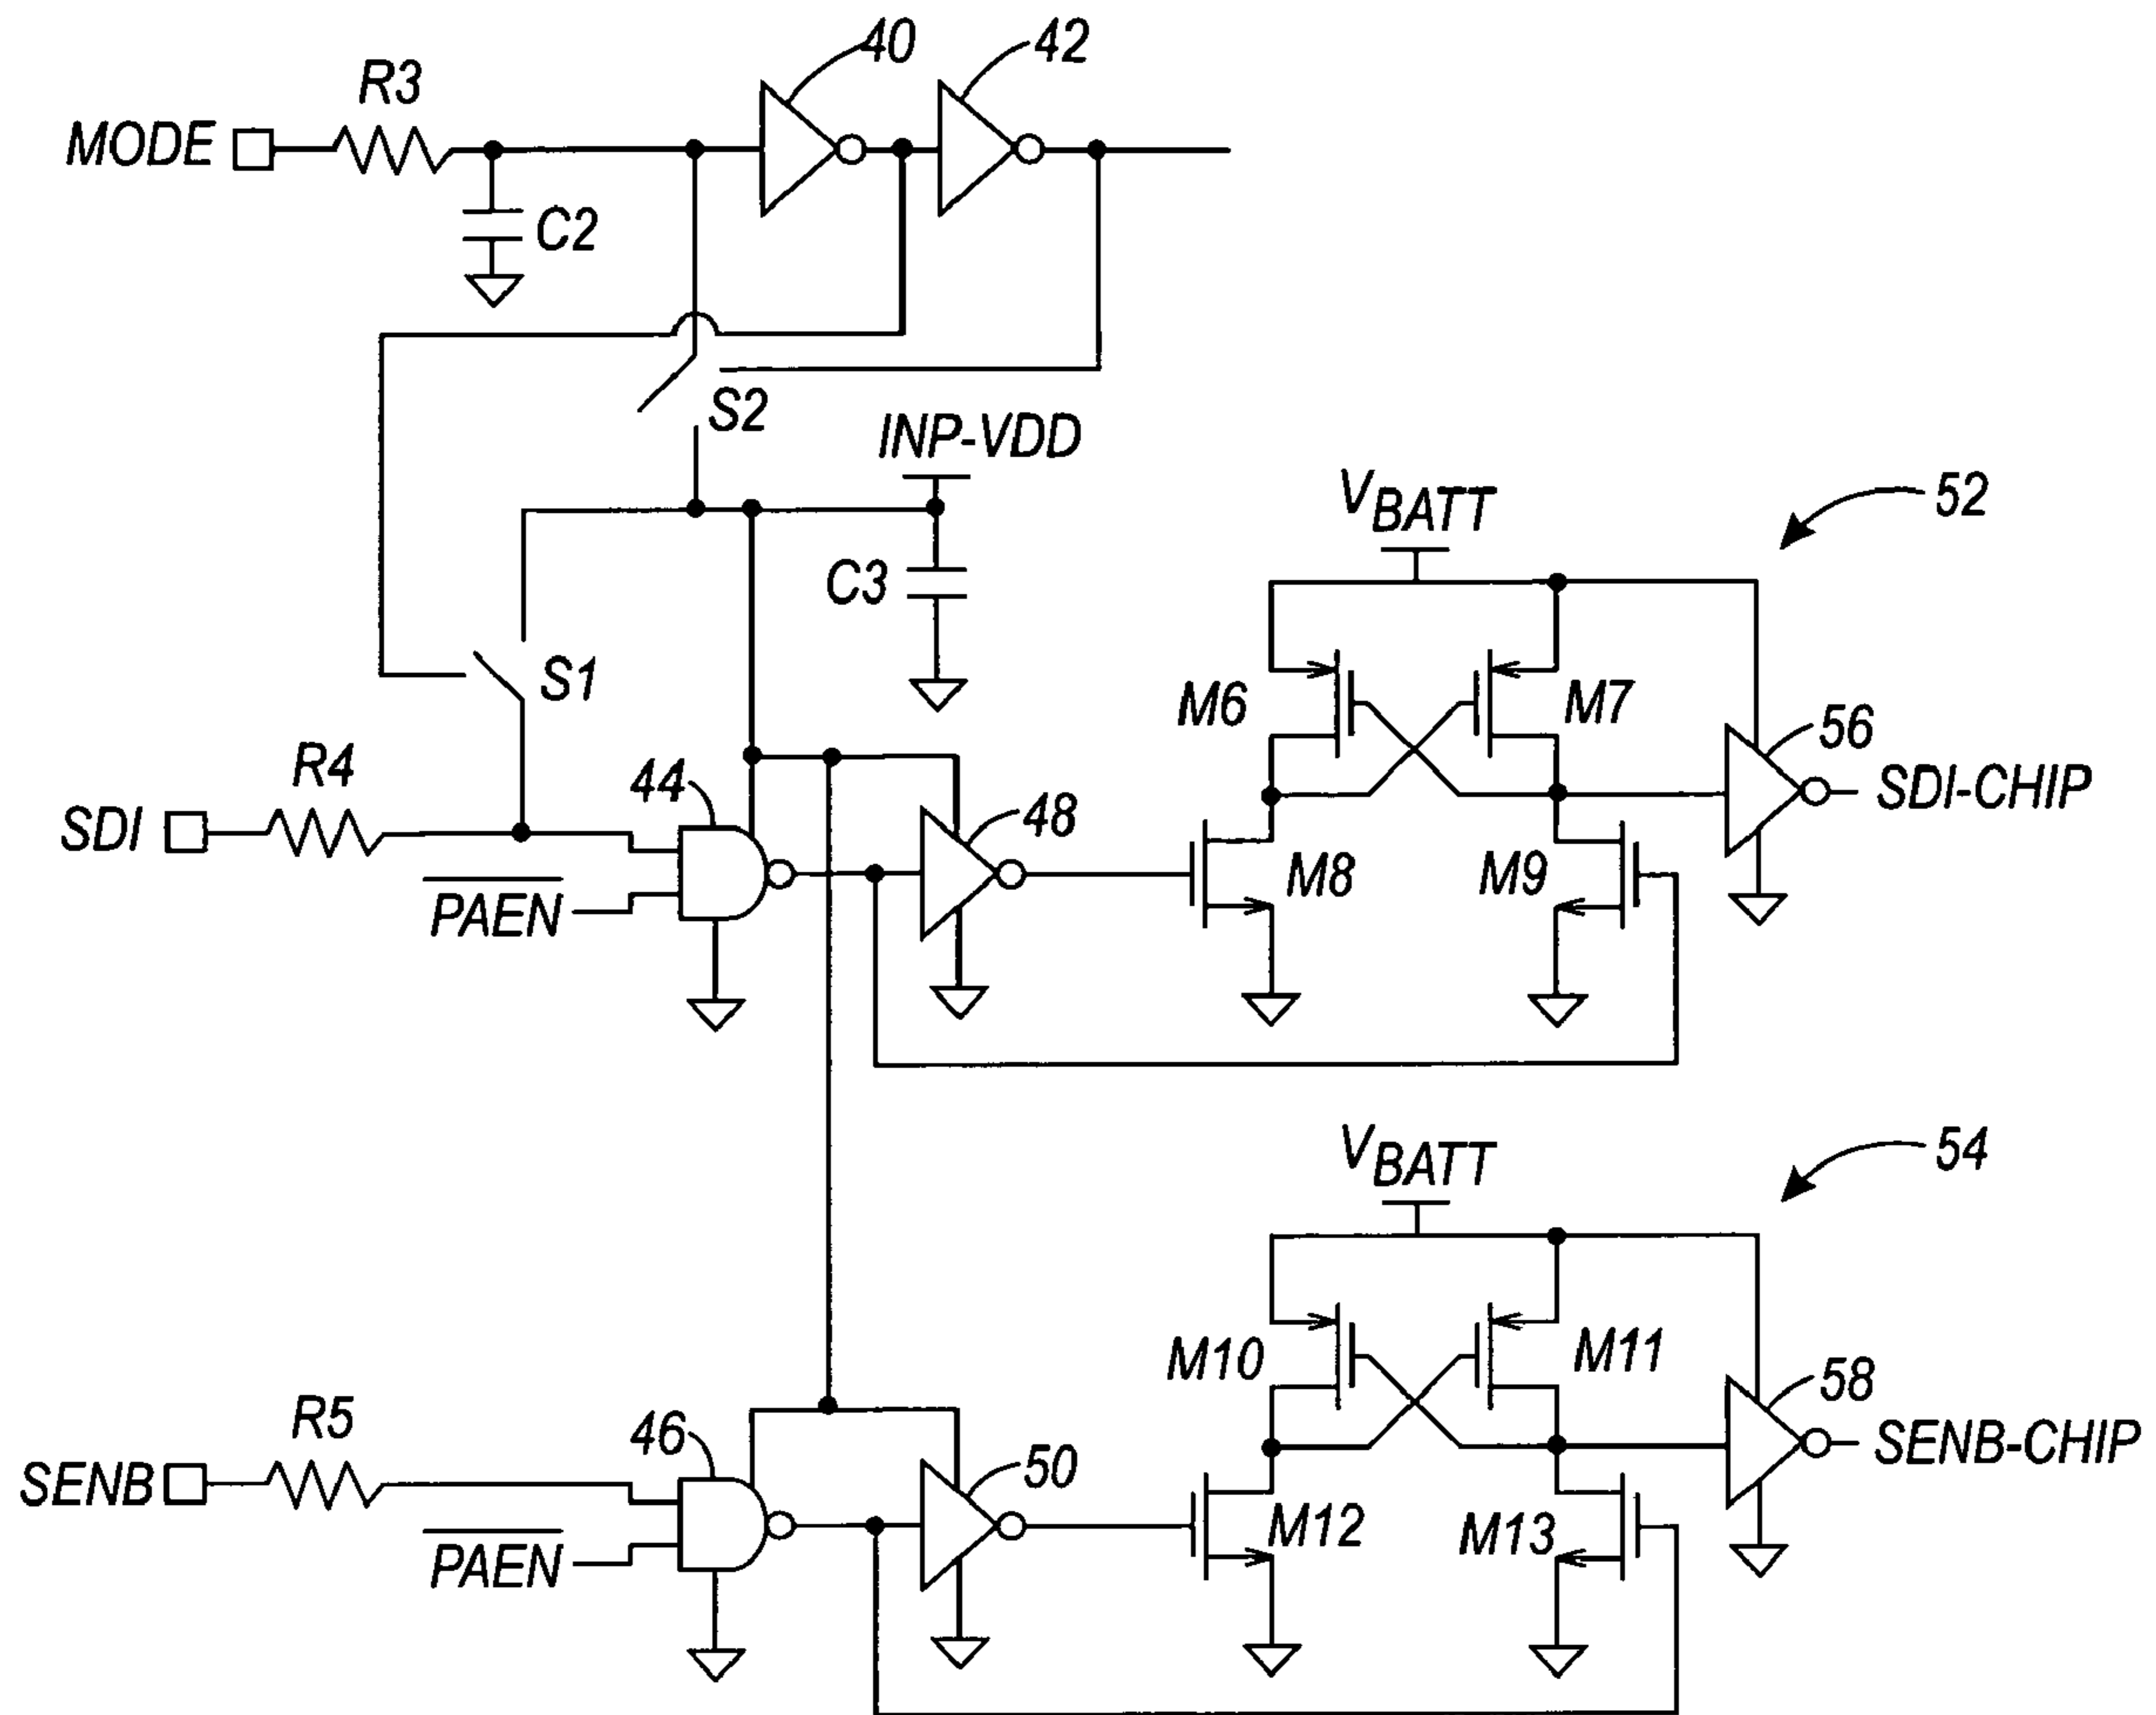 40
42
R3
MODE
C2
S2
INP-VDD
VBATT
52
C3
S1
M6
M7
R4
44
56
SDI-CHIP
SDI
48
M8
M9
PAEN
VBATT
54
M10
M11
R5
46
58
SENB-CHIP
SENB
50
M12
M13
PAEN